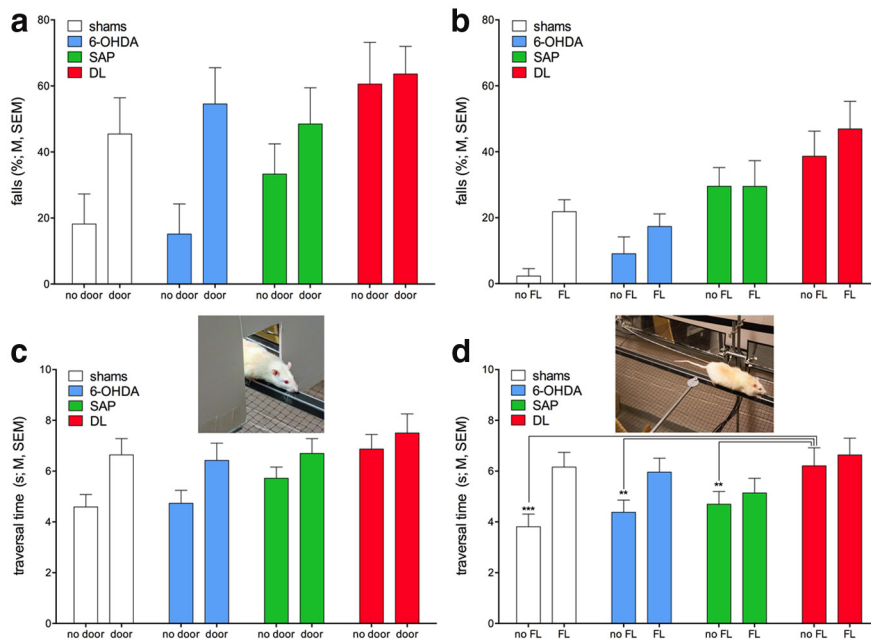 a
80
60
40
20
0
falls (%; M, SEM)
shams
6-OHDA
SAP
DL
no door door no door door no door door no door door
b
80
60
40
20
0
falls (%; M, SEM)
shams
6-OHDA
SAP
DL
no FL FL no FL FL no FL FL no FL FL
c
10
8
6
4
2
0
traversal time (s; M, SEM)
shams
6-OHDA
SAP
DL
no door door no door door no door door no door door
d
10
8
6
4
2
0
traversal time (s; M, SEM)
shams
6-OHDA
SAP
DL
***
**
**
no FL FL no FL FL no FL FL no FL FL